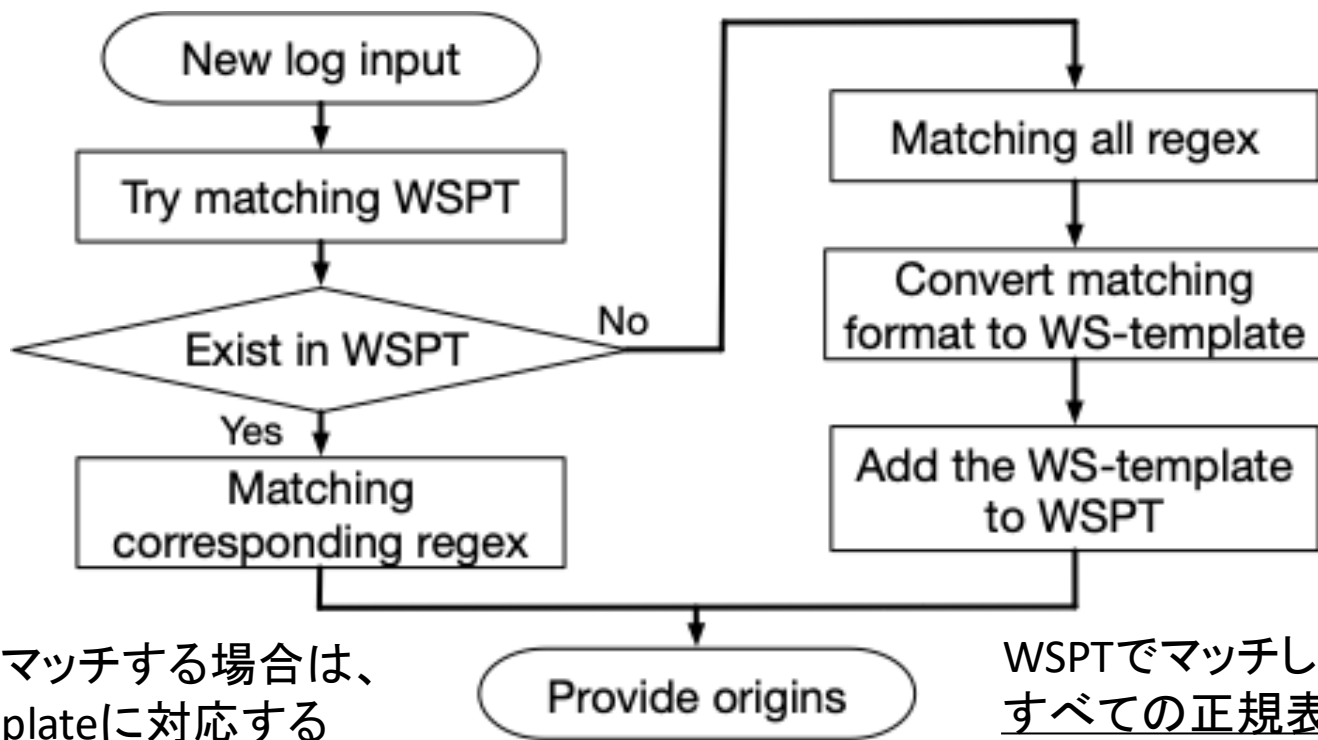 New log input
Try matching WSPT
Exist in WSPT
No
Yes
Matching
corresponding regex
Matching all regex
Convert matching
format to WS-template
Add the WS-template
to WSPT
Provide origins
マッチする場合は、
plateに対応する
WSPTでマッチし
すべての正規表